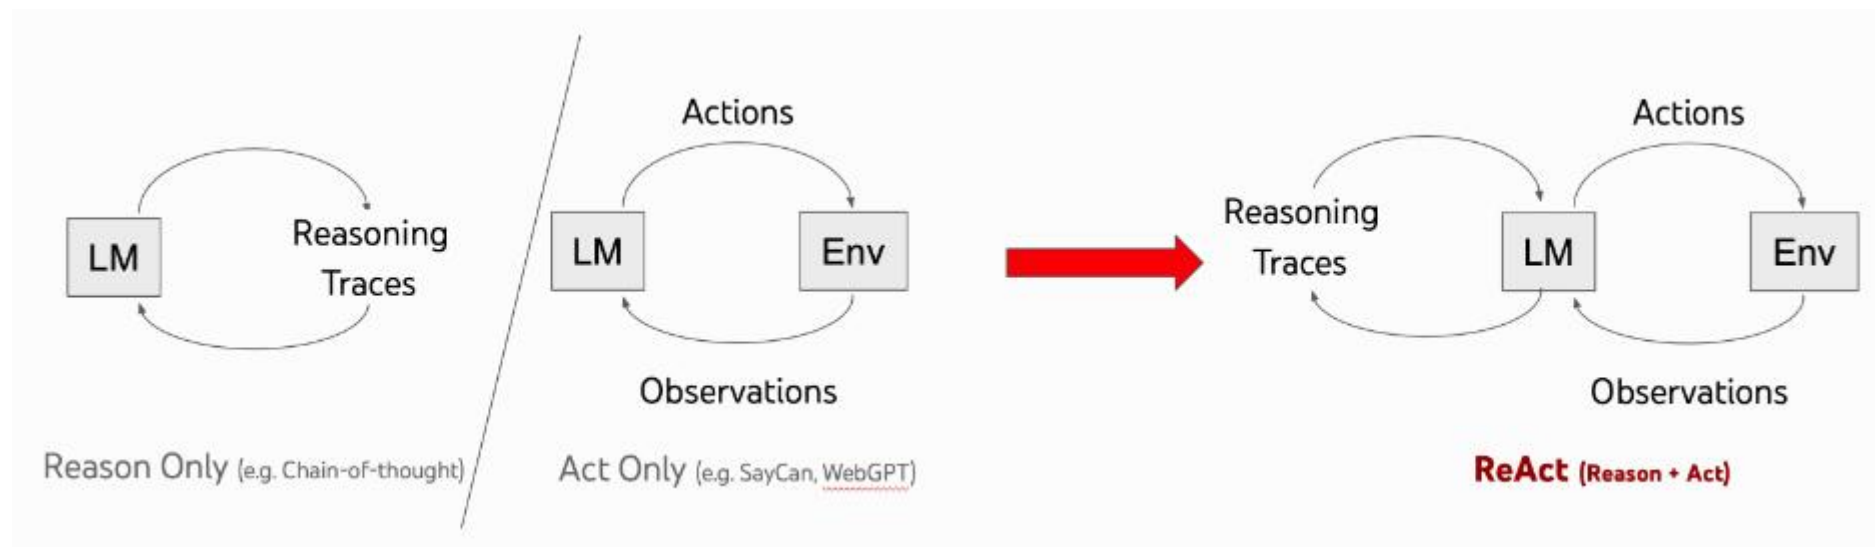 LM
Reasoning
Traces
Reason Only (e.g. Chain-of-thought)
Actions
LM
Env
Observations
Act Only (e.g. SayCan, WebGPT)
Reasoning
Traces
LM
Actions
Env
Observations
ReAct (Reason + Act)